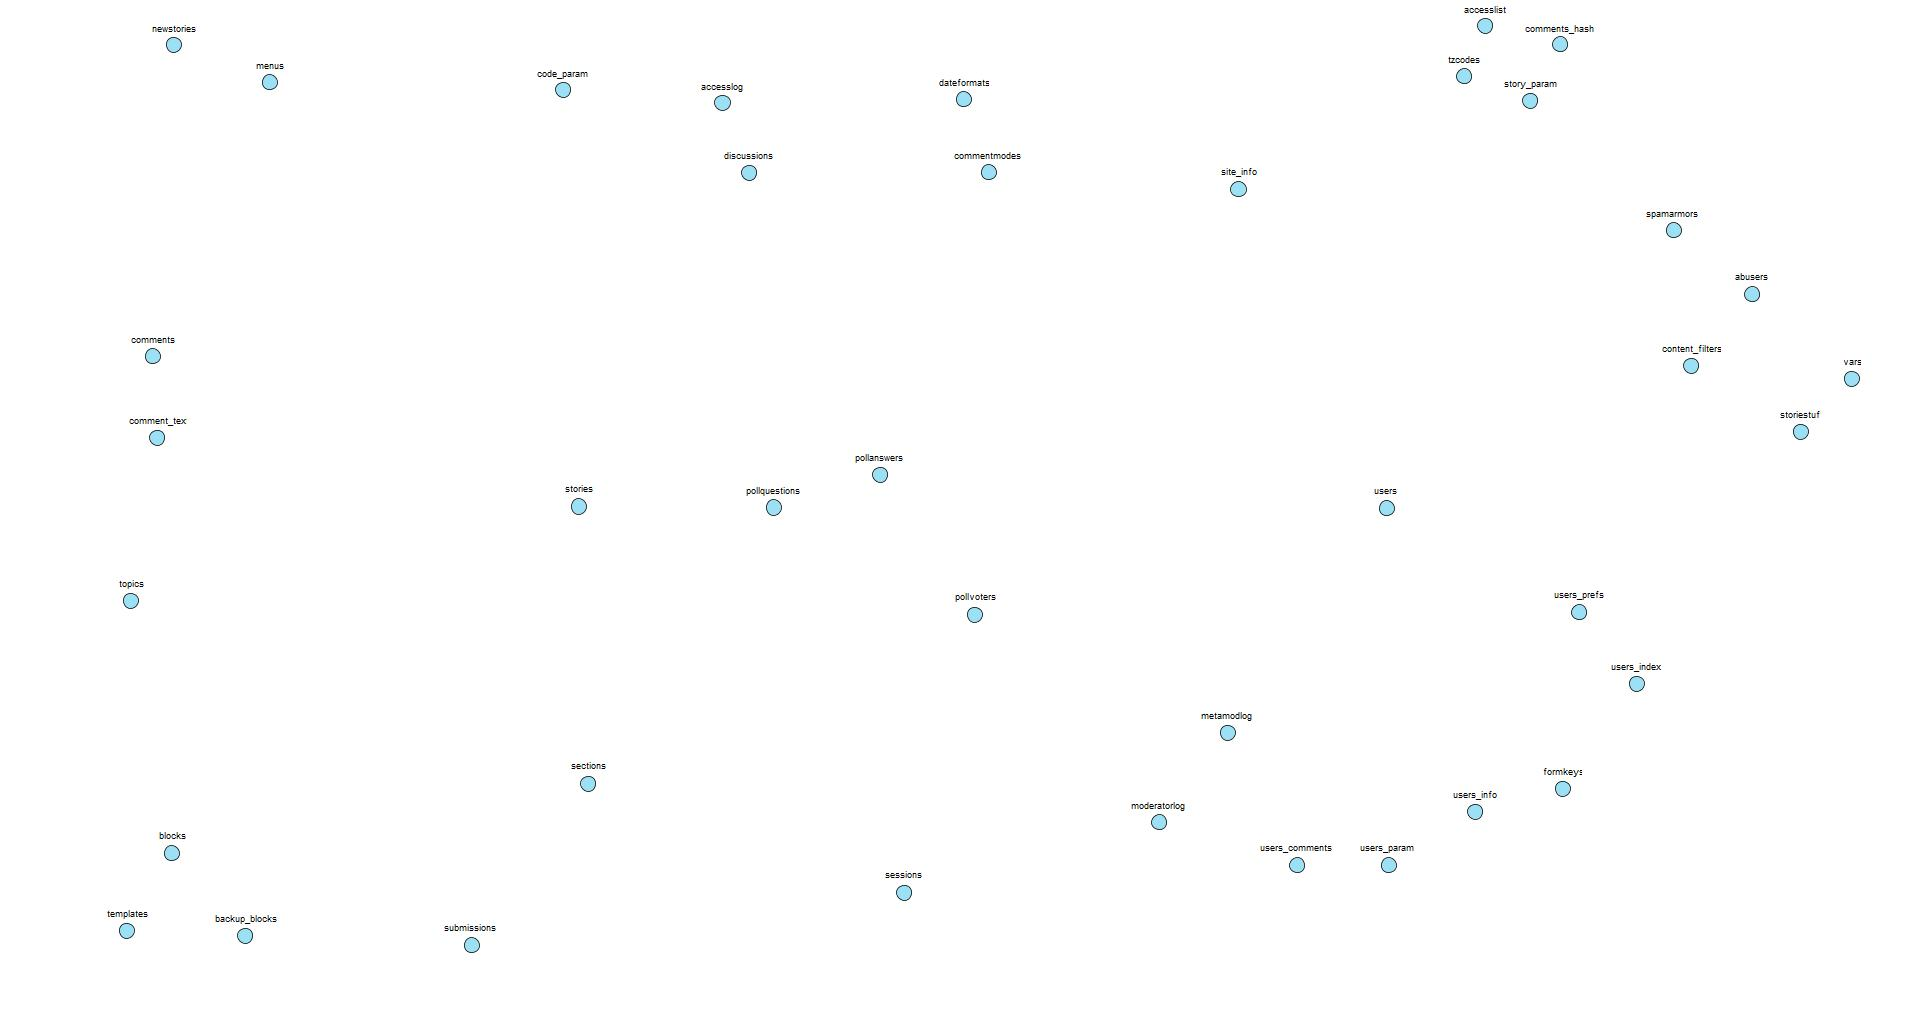 accesslist
newstories
comments_hash
tzcodes
menus
code_param
dateformats
story_param
accesslog
discussions
commentmodes
site_info
spamarmors
abusers
comments
content_filters
vars
storiestuf
comment_tex
pollanswers
stories
pollquestions
users
topics
users_prefs
pollvoters
users_index
metamodlog
sections
formkeys
users_info
moderatorlog
blocks
users_comments
users_param
sessions
templates
backup_blocks
submissions